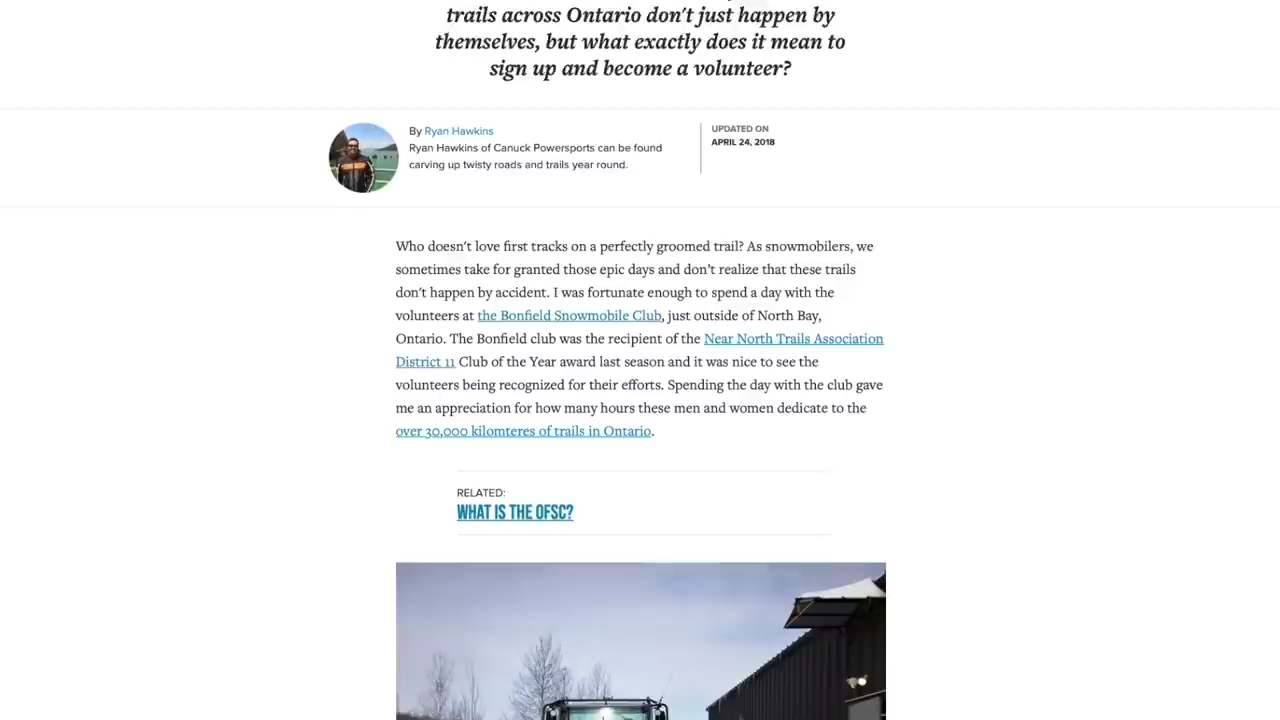 trails across Ontario don't just happen by
themselves, but what exactly does it mean to
sign up and become a volunteer?
By Ryan Hawkins
Ryan Hawkins of Canuck Powersports can be found
carving up twisty roads and trails year round.
UPDATED ON
APRIL 24, 2018
Who doesn't love first tracks on a perfectly groomed trail? As snowmobilers, we
sometimes take for granted those epic days and don’t realize that these trails
don't happen by accident. I was fortunate enough to spend a day with the
volunteers at the Bonfield Snowmobile Club, just outside of North Bay,
Ontario. The Bonfield club was the recipient of the Near North Trails Association
District 11 Club of the Year award last season and it was nice to see the
volunteers being recognized for their efforts. Spending the day with the club gave
me an appreciation for how many hours these men and women dedicate to the
over 30,000 kilomteres of trails in Ontario.
RELATED:
WHAT IS THE OFSC?